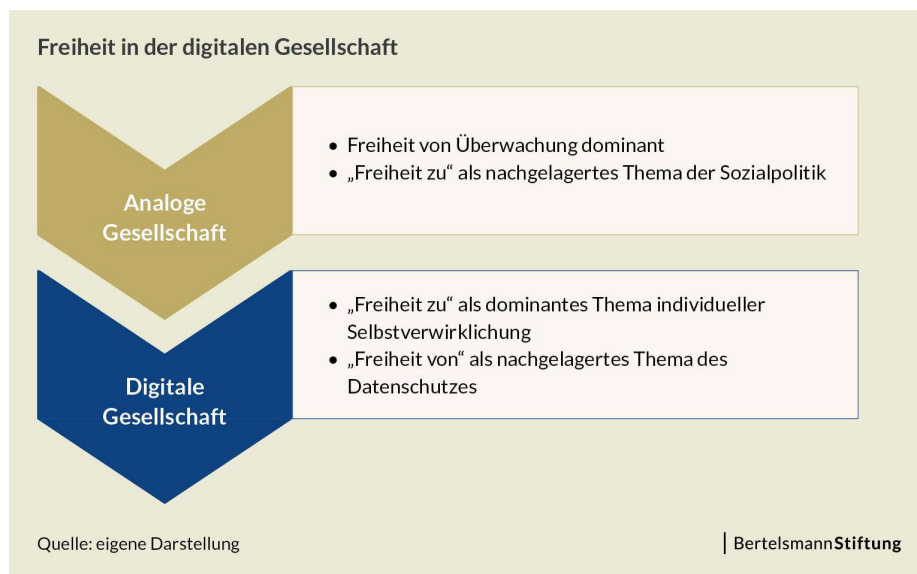 Freiheit in der digitalen Gesellschaft
Analoge
Gesellschaft
• Freiheit von Überwachung dominant
• „Freiheit zu“ als nachgelagertes Thema der Sozialpolitik
Digitale
Gesellschaft
• „Freiheit zu“ als dominantes Thema individueller
Selbstverwirklichung
• „Freiheit von“ als nachgelagertes Thema des
Datenschutzes
Quelle: eigene Darstellung
BertelsmannStiftung